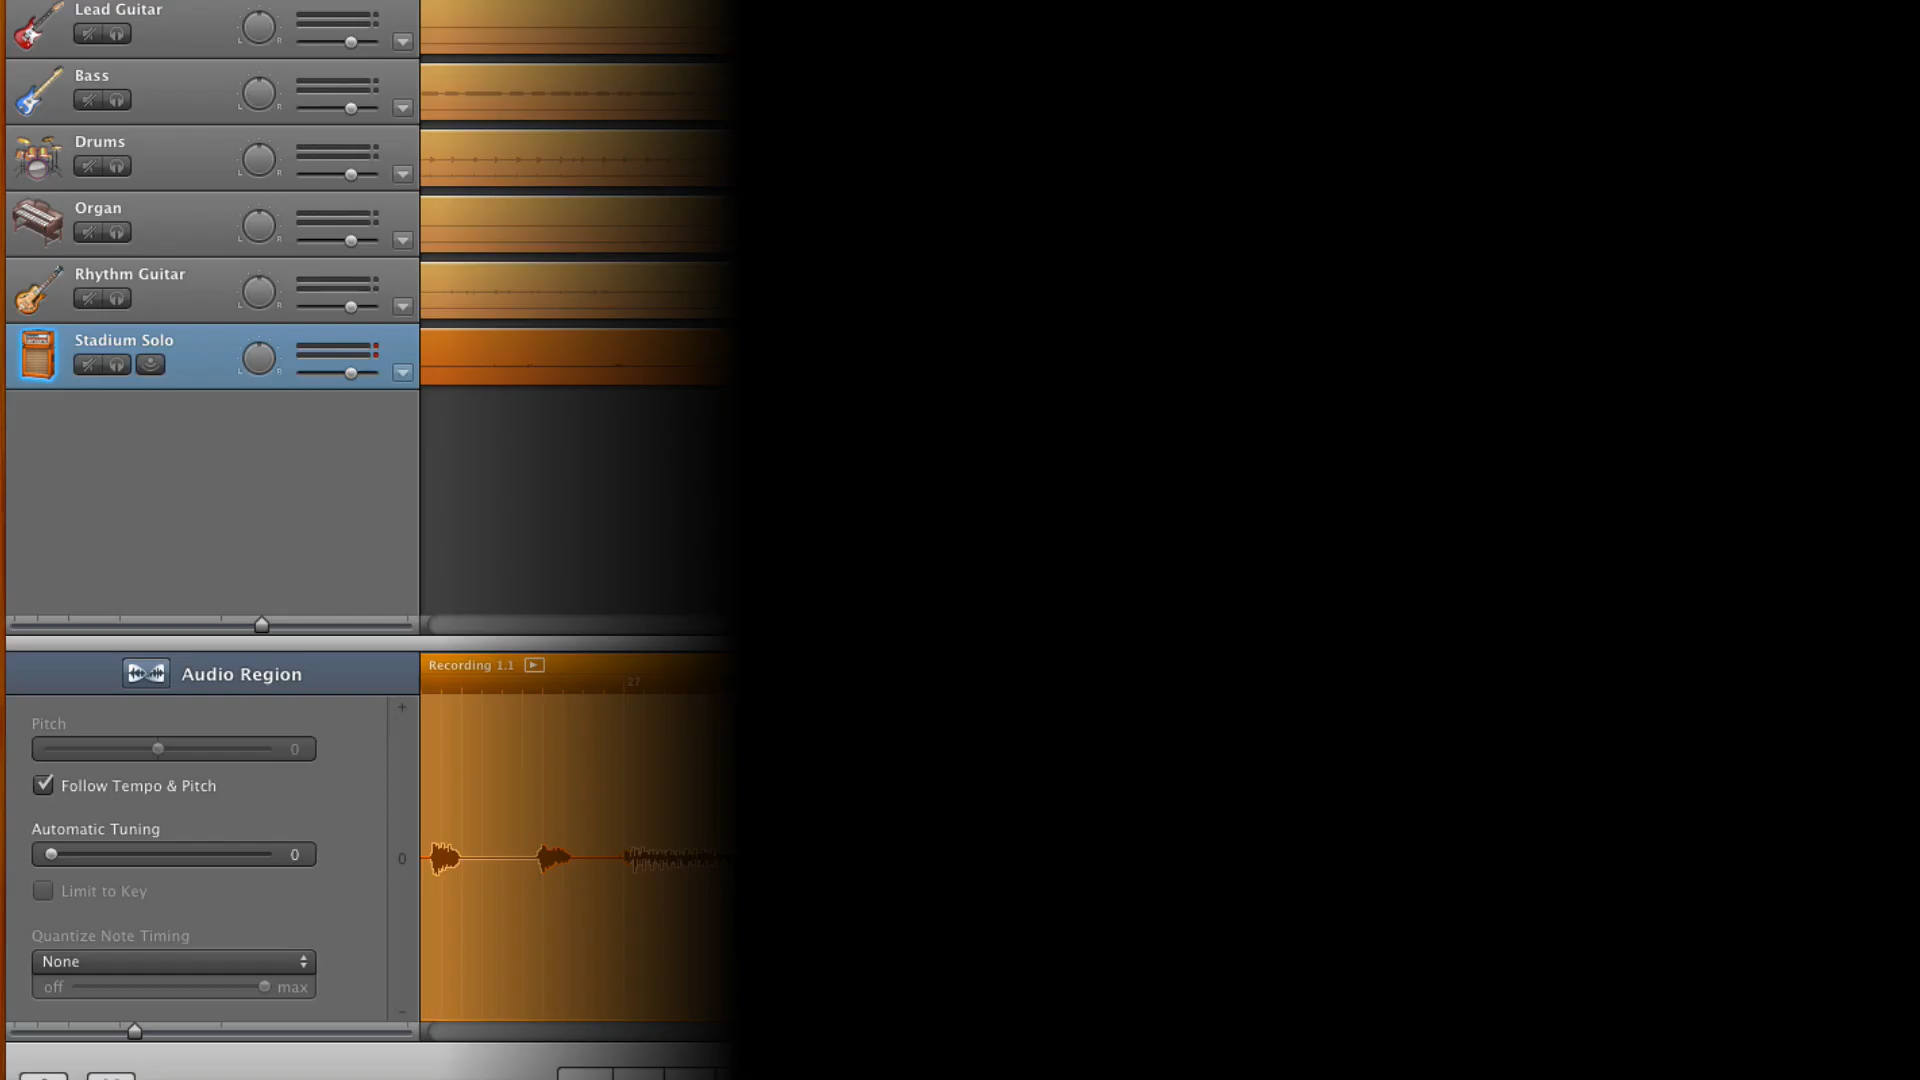 Lead Guitar
L R
Bass
L R
Drums
L R
Organ
L R
Rhythm Guitar
L R
Stadium Solo
L R
Audio Region
Recording 1.1
27
Pitch
0
Follow Tempo & Pitch
Automatic Tuning
0
0
Limit to Key
Quantize Note Timing
None
off max